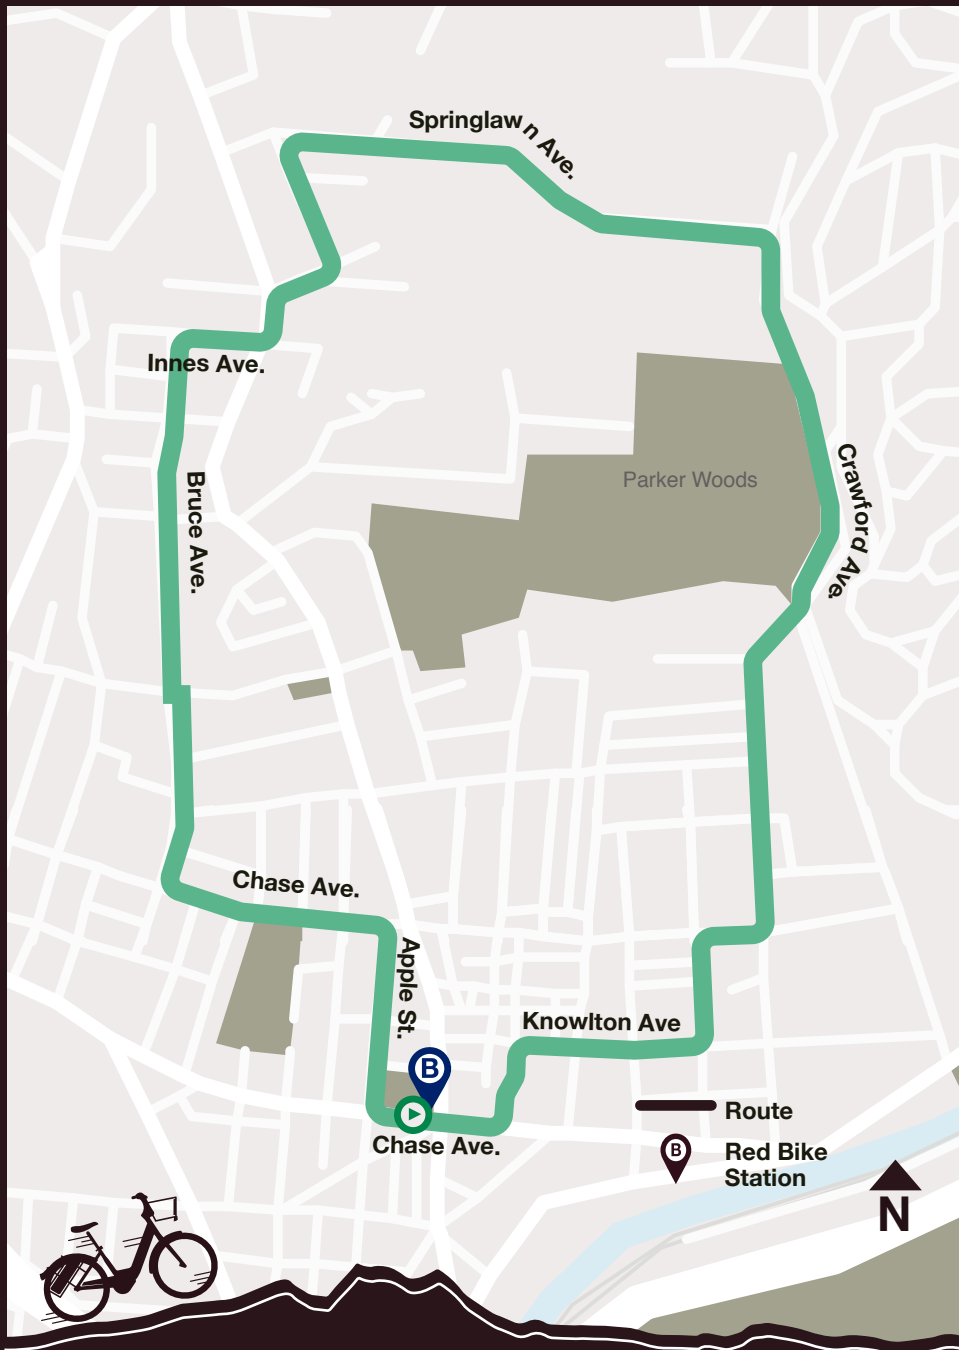 Springlawn Ave.
Innes Ave.
Parker Woods
Crawford Ave.
Bruce Ave.
Chase Ave.
Apple St.
Knowlton Ave
B
Chase Ave.
Route
B
Red Bike
Station
N